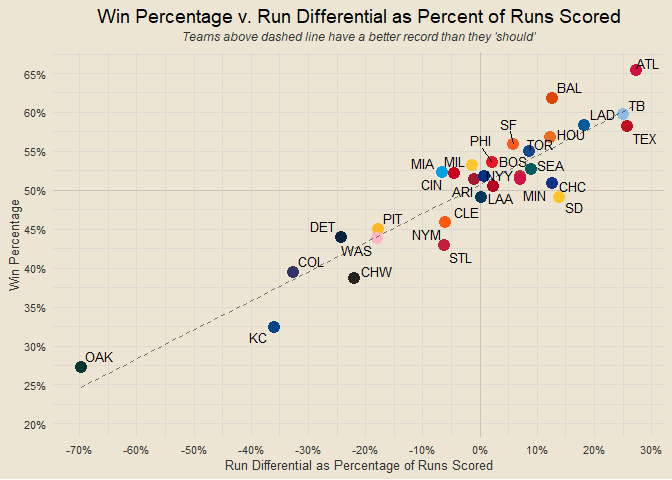 Win Percentage v. Run Differential as Percent of Runs Scored
Teams above dashed line have a better record than they 'should'
ATL
65%
BAL
TB
60%
LAD
SF
HOU
TEX
PHI
TOR
55%
MIA
MIL
BOS
SEA
CIN
NYY
CHC
50%
ARI
LAA
MIN
SD
PIT
CLE
DET
45%
NYM
WAS
STL
COL
CHW
40%
35%
KC
30%
OAK
25%
20%
Win Percentage
-70% -60% -50% -40% -30% -20% -10% 0% 10% 20% 30%
Run Differential as Percentage of Runs Scored